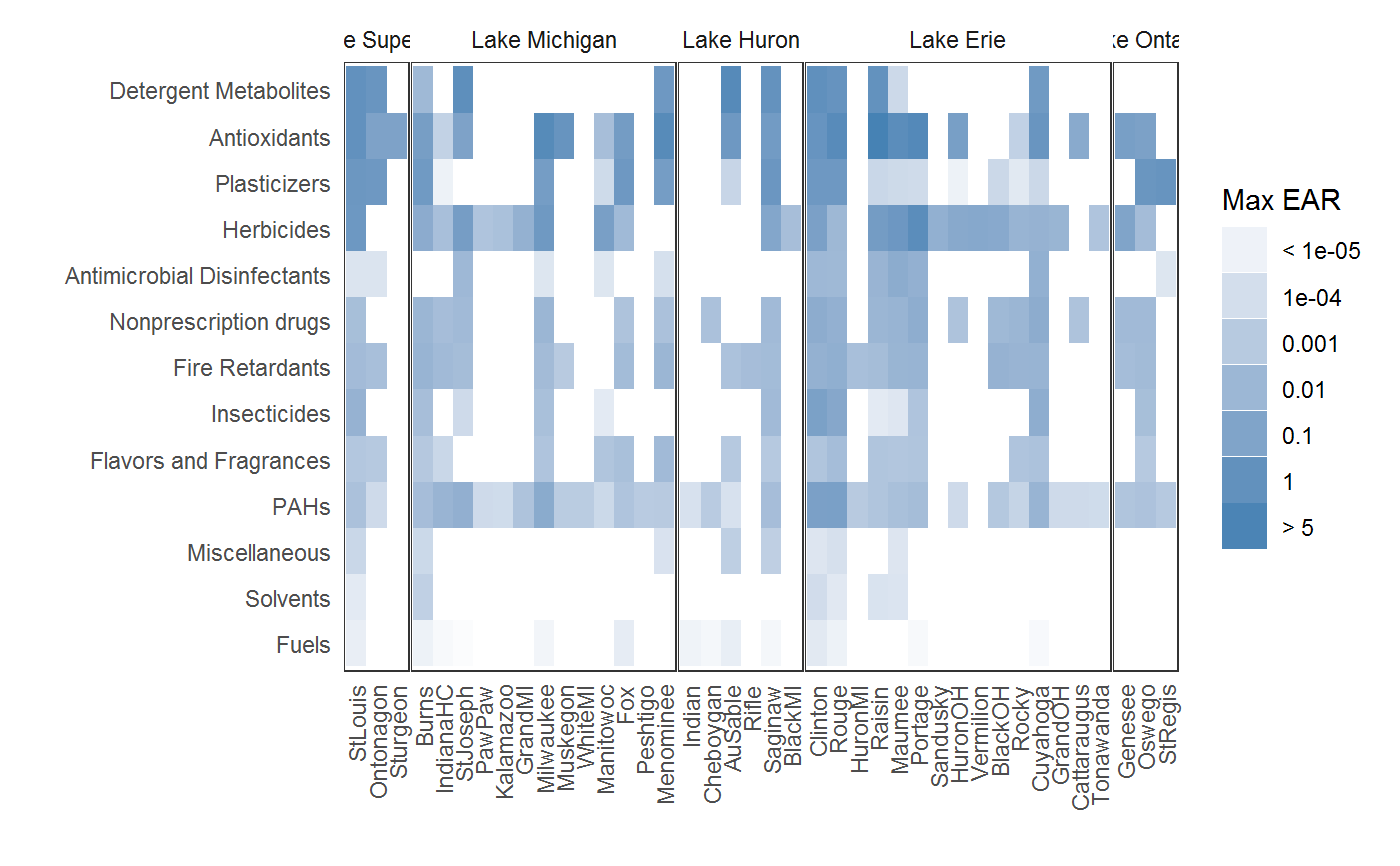 e Supe
Lake Michigan
Lake Huron
Lake Erie
ke Onta
Detergent Metabolites
Antioxidants
Plasticizers
Herbicides
Antimicrobial Disinfectants
Nonprescription drugs
Fire Retardants
Insecticides
Flavors and Fragrances
PAHs
Miscellaneous
Solvents
Fuels
StLouis
Ontonagon
Sturgeon
Burns
IndianaHC
StJoseph
PawPaw
Kalamazoo
GrandMI
Milwaukee
Muskegon
WhiteMI
Manitowoc
Fox
Peshtigo
Menominee
Indian
Cheboygan
AuSable
Rifle
Saginaw
BlackMI
Clinton
Rouge
HuronMI
Raisin
Maumee
Portage
Sandusky
HuronOH
Vermilion
BlackOH
Rocky
Cuyahoga
GrandOH
Cattaraugus
Tonawanda
Genesee
Oswego
StRegis
Max EAR
< 1e-05
1e-04
0.001
0.01
0.1
1
> 5